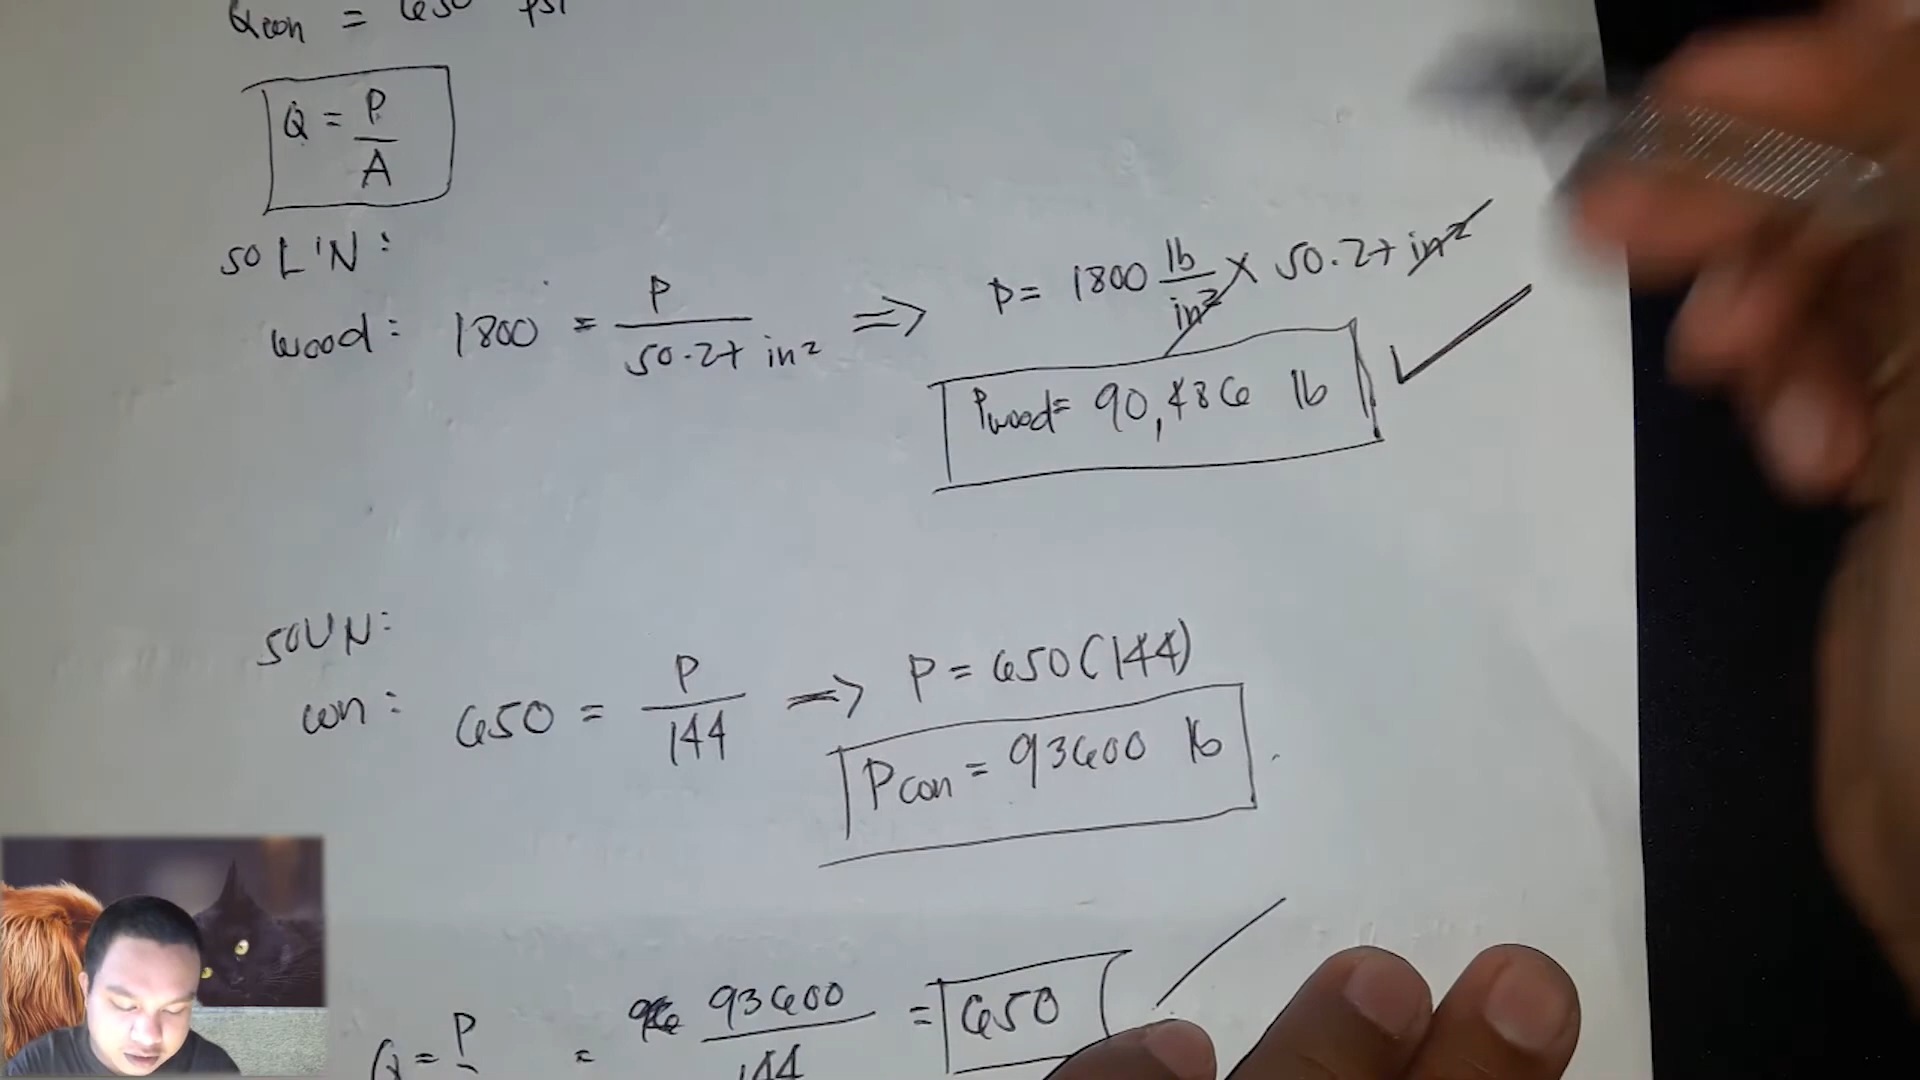 Qcon = 650 psi
Q = P / A
SOL'N:
wood: 1800 = P / 50.27 in² => P = 1800 lb/in² × 50.27 in²
Pwood = 90,486 lb
SOL'N:
con: 650 = P / 144 => P = 650(144)
Pcon = 93600 lb
Q = P = 93600 / 144 = 650